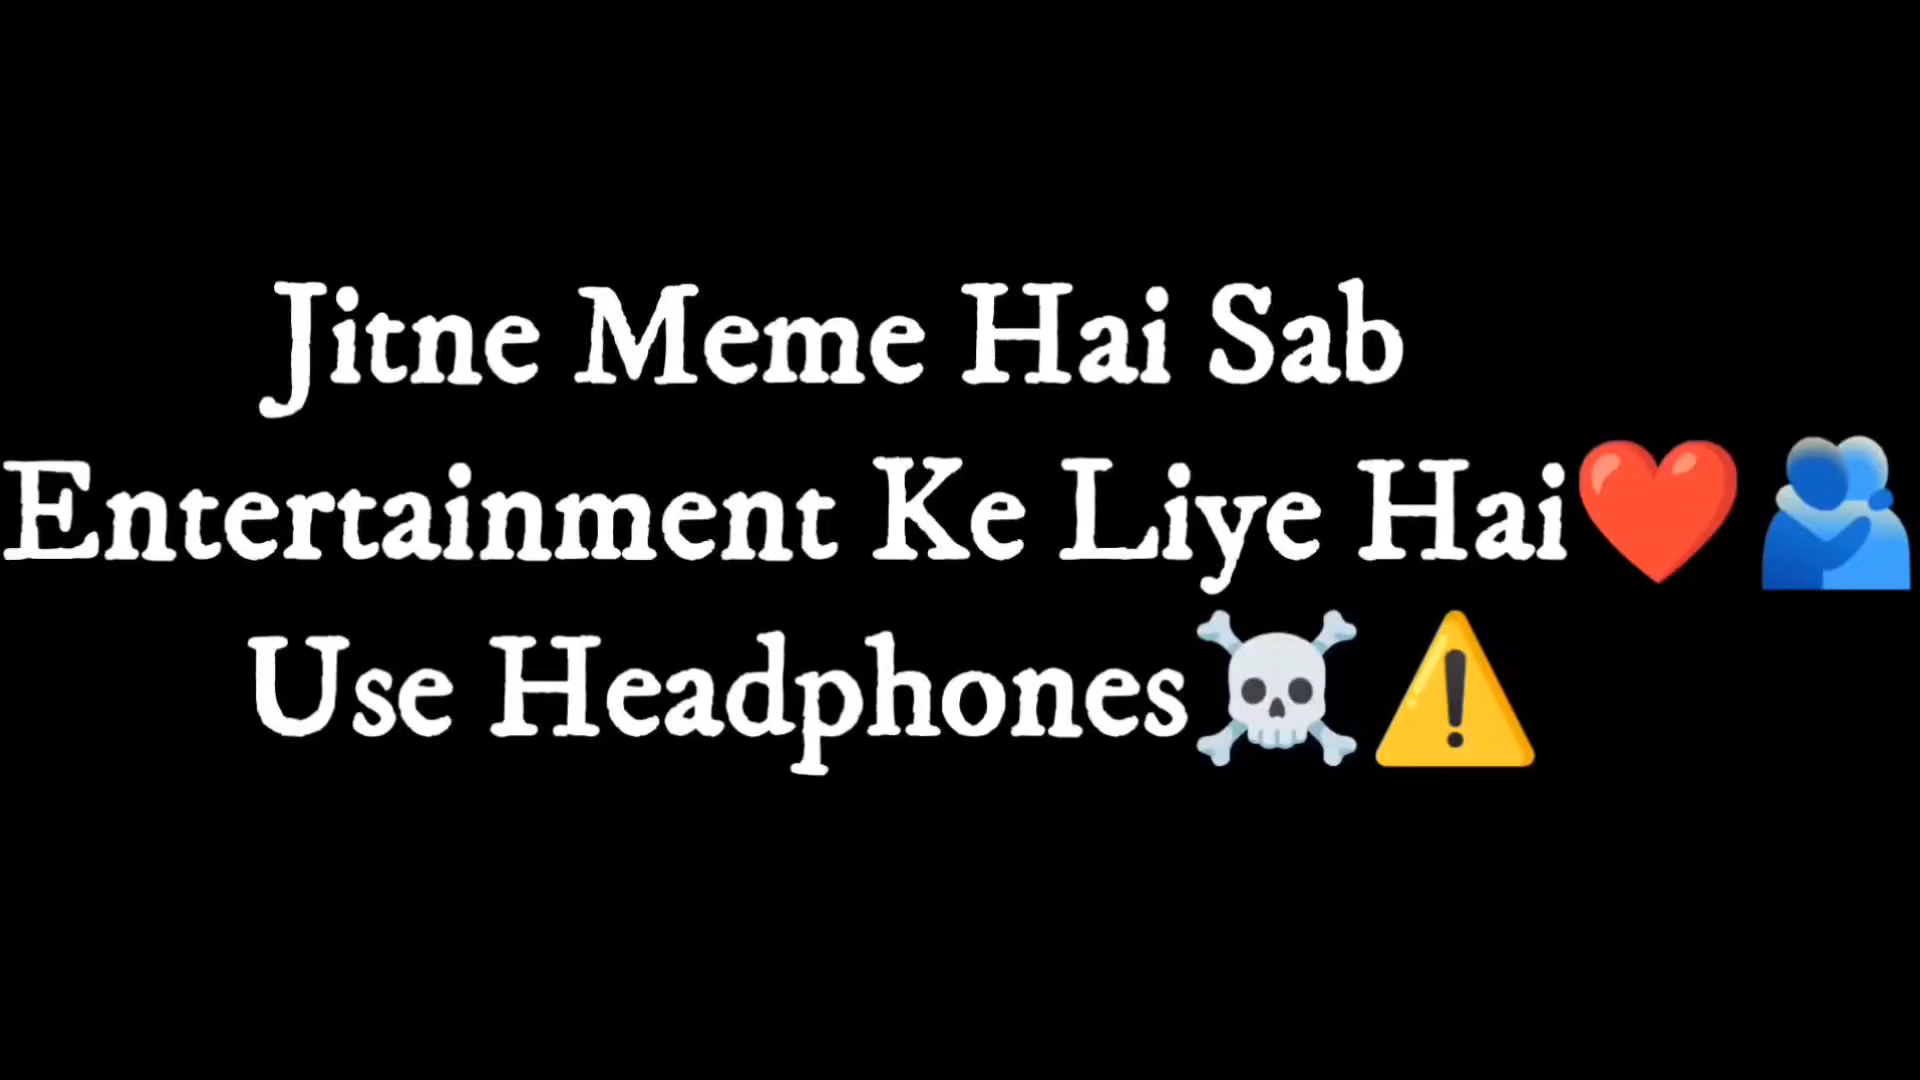 Jitne Meme Hai Sab
Entertainment Ke Liye Hai❤️🫂
Use Headphones☠️⚠️